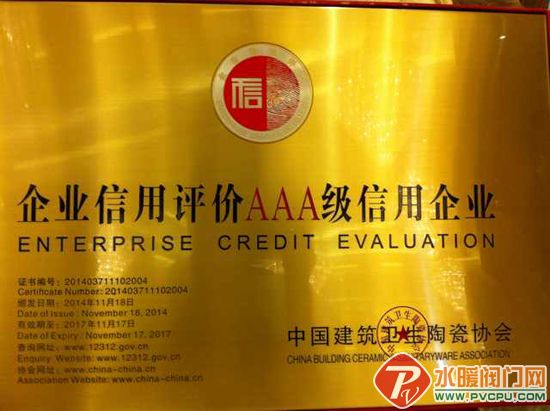 信
企业信用评价AAA级信用企业
ENTERPRISE CREDIT EVALUATION
证书编号：201403711102004
Certificate Number: 201403711102004
颁发日期：2014年11月18日
Date of Issue: November 18, 2014
有效期至：2017年11月17日
Date of Expiry: November 17, 2017
查询网址：www.12312.gov.cn
Enquiry Website: www.12312.gov.cn
协会网址：www.china-china.cn
Association Website: www.china-china.cn
中国建筑卫生陶瓷协会
CHINA BUILDING CERAMIC & SANITARYWARE ASSOCIATION
水暖阀门网
WWW.PVCPU.COM